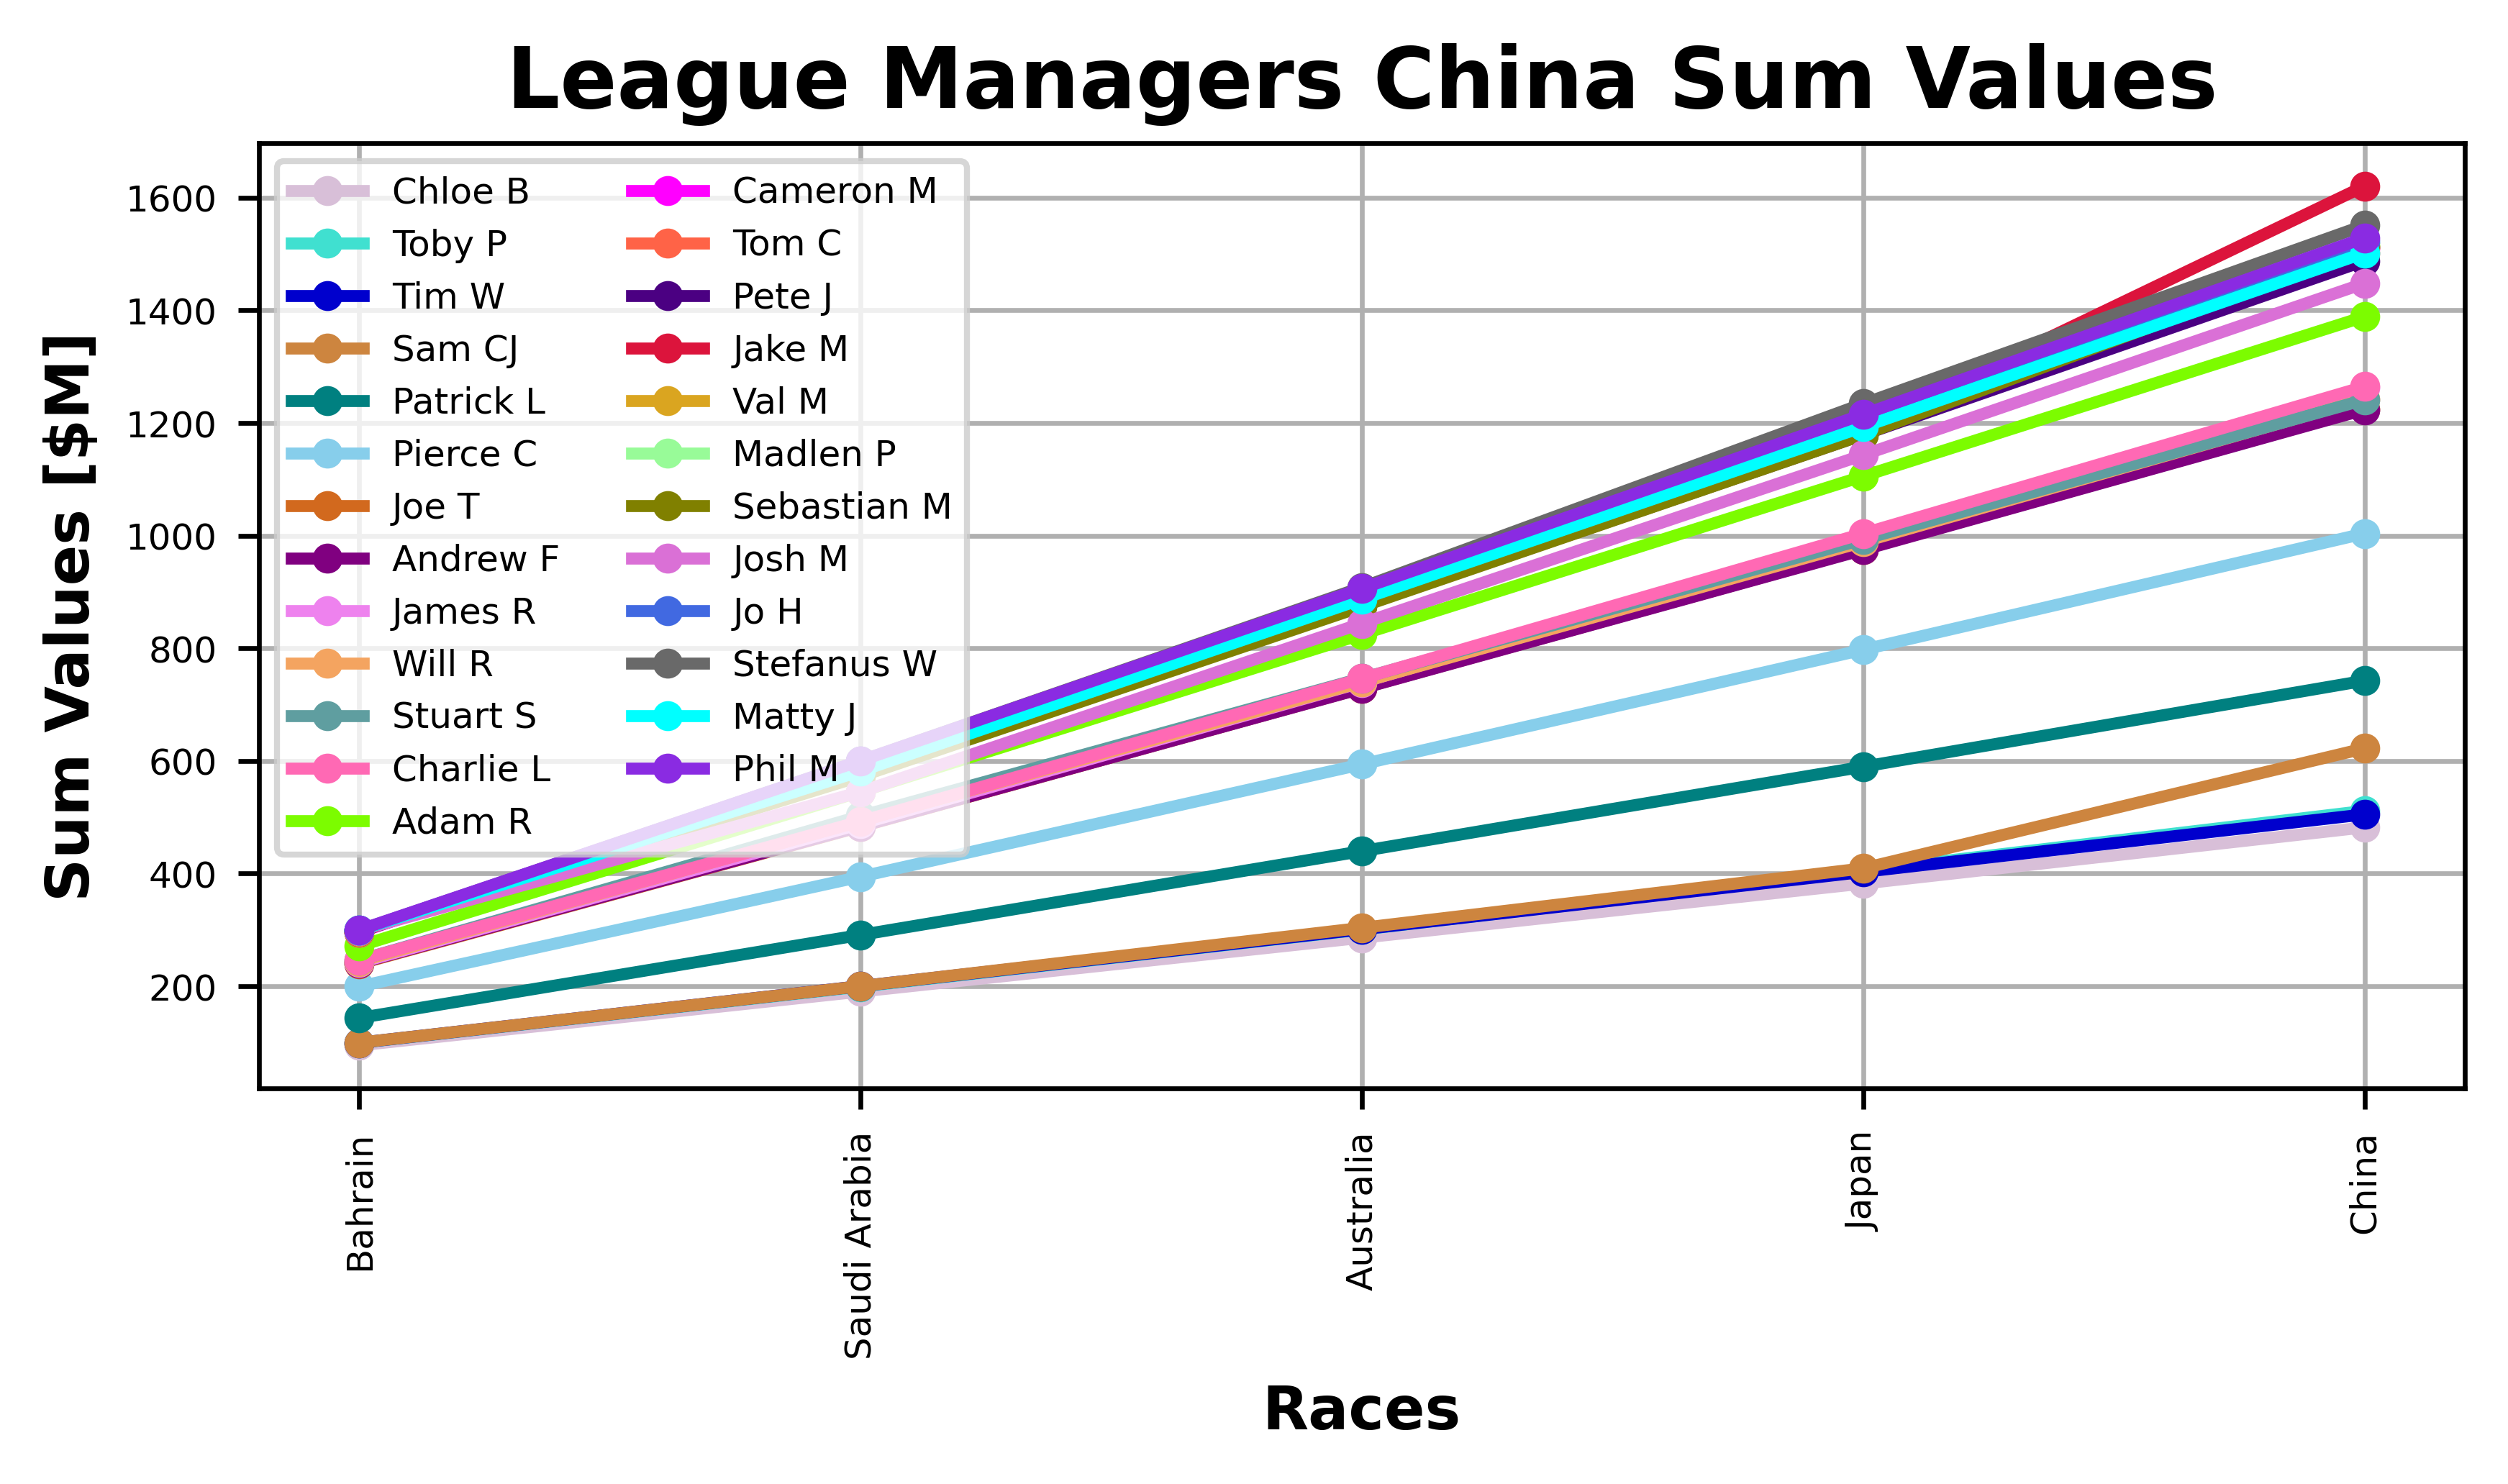 League Managers China Sum Values
Sum Values [$M]
1600
1400
1200
1000
800
600
400
200
Chloe B
Toby P
Tim W
Sam CJ
Patrick L
Pierce C
Joe T
Andrew F
James R
Will R
Stuart S
Charlie L
Adam R
Cameron M
Tom C
Pete J
Jake M
Val M
Madlen P
Sebastian M
Josh M
Jo H
Stefanus W
Matty J
Phil M
Bahrain
Saudi Arabia
Australia
Japan
China
Races